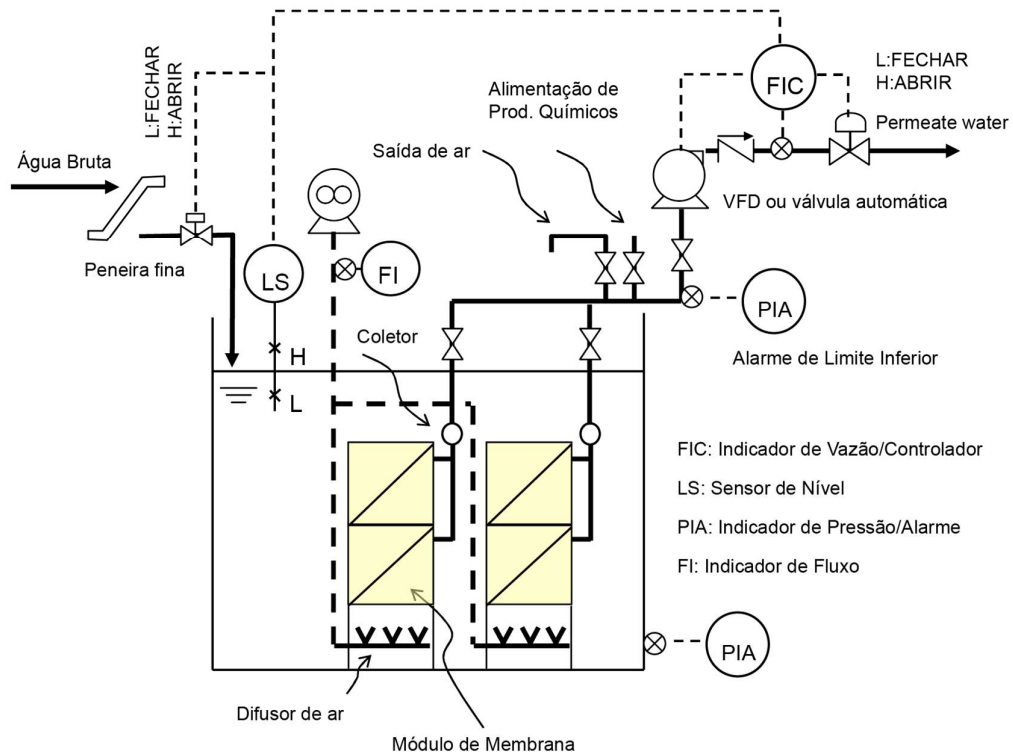 L:FECHAR
H:ABRIR
FIC
L:FECHAR
H:ABRIR
Alimentação de
Prod. Químicos
Permeate water
Saída de ar
Água Bruta
VFD ou válvula automática
Peneira fina
LS
FI
PIA
Coletor
H
Alarme de Limite Inferior
L
FIC: Indicador de Vazão/Controlador
LS: Sensor de Nível
PIA: Indicador de Pressão/Alarme
FI: Indicador de Fluxo
PIA
Difusor de ar
Módulo de Membrana